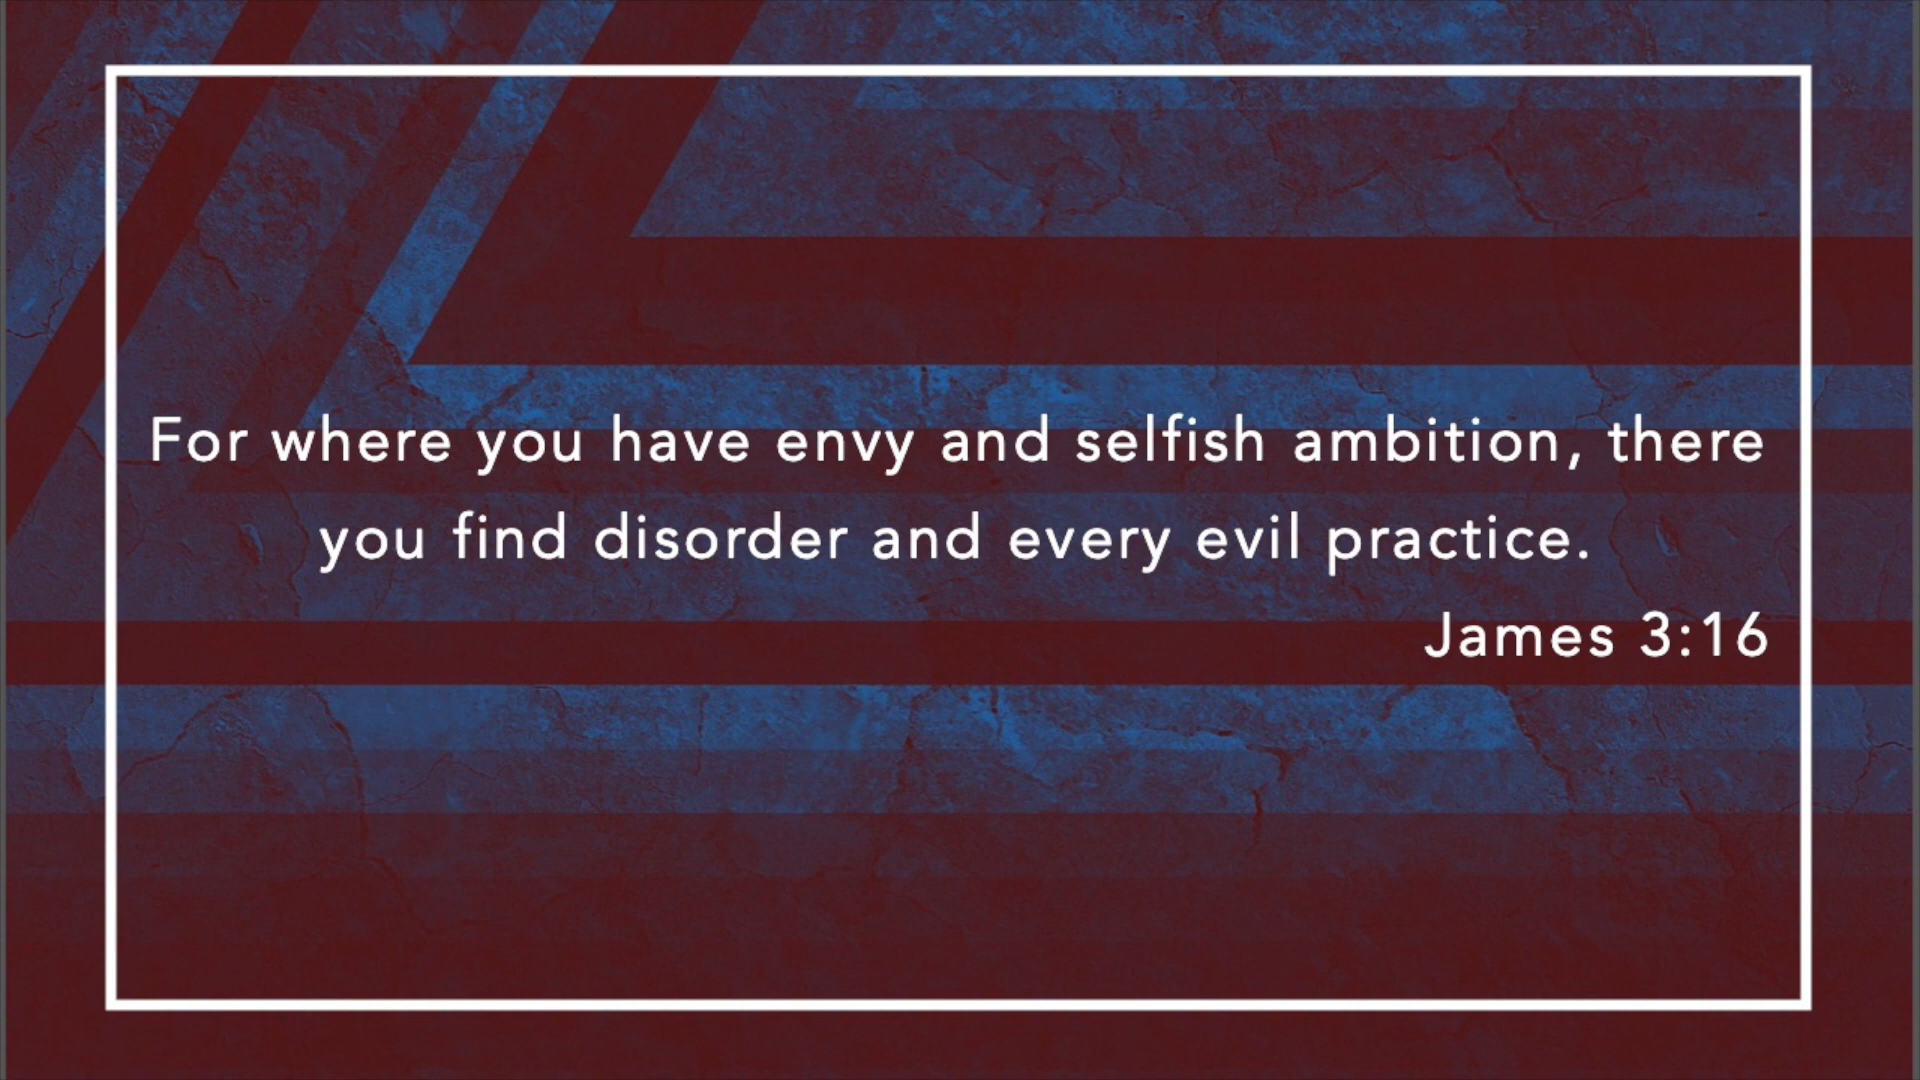 For where you have envy and selfish ambition, there
you find disorder and every evil practice.
James 3:16